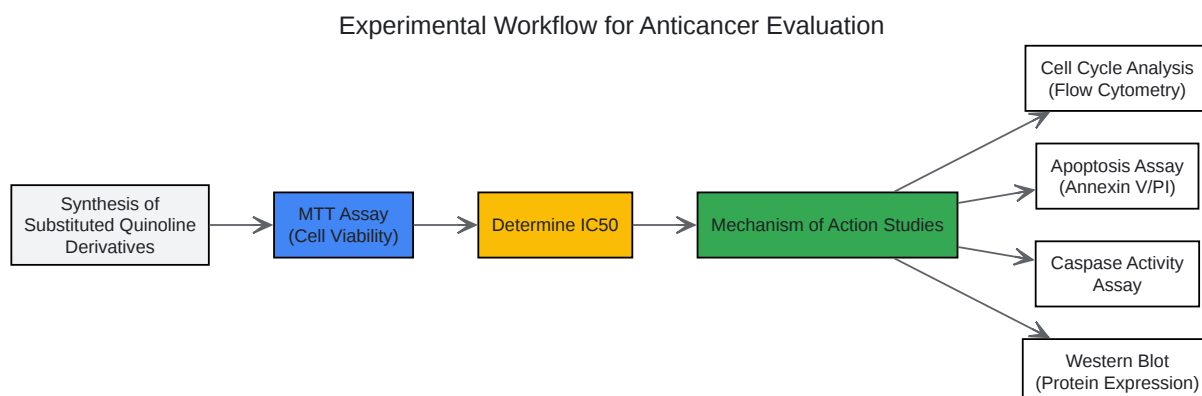 Experimental Workflow for Anticancer Evaluation
Synthesis of
Substituted Quinoline
Derivatives
MTT Assay
(Cell Viability)
Determine IC50
Mechanism of Action Studies
Cell Cycle Analysis
(Flow Cytometry)
Apoptosis Assay
(Annexin V/PI)
Caspase Activity
Assay
Western Blot
(Protein Expression)